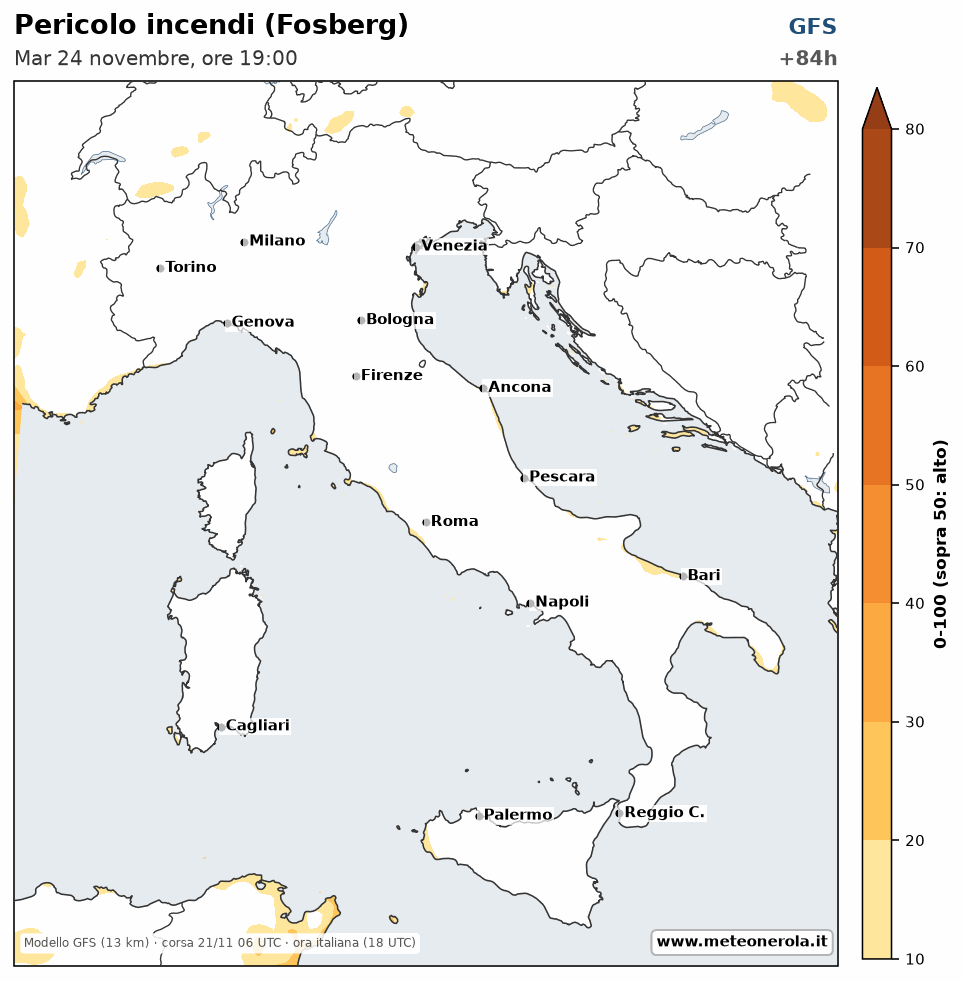 Pericolo incendi (Fosberg)
GFS
Mar 24 novembre, ore 19:00
+84h
80
70
60
50
40
30
20
10
0-100 (sopra 50: alto)
Milano
Venezia
Torino
Genova
Bologna
Firenze
Ancona
Pescara
Roma
Bari
Napoli
Cagliari
Palermo
Reggio C.
Modello GFS (13 km) · corsa 21/11 06 UTC · ora italiana (18 UTC)
www.meteonerola.it